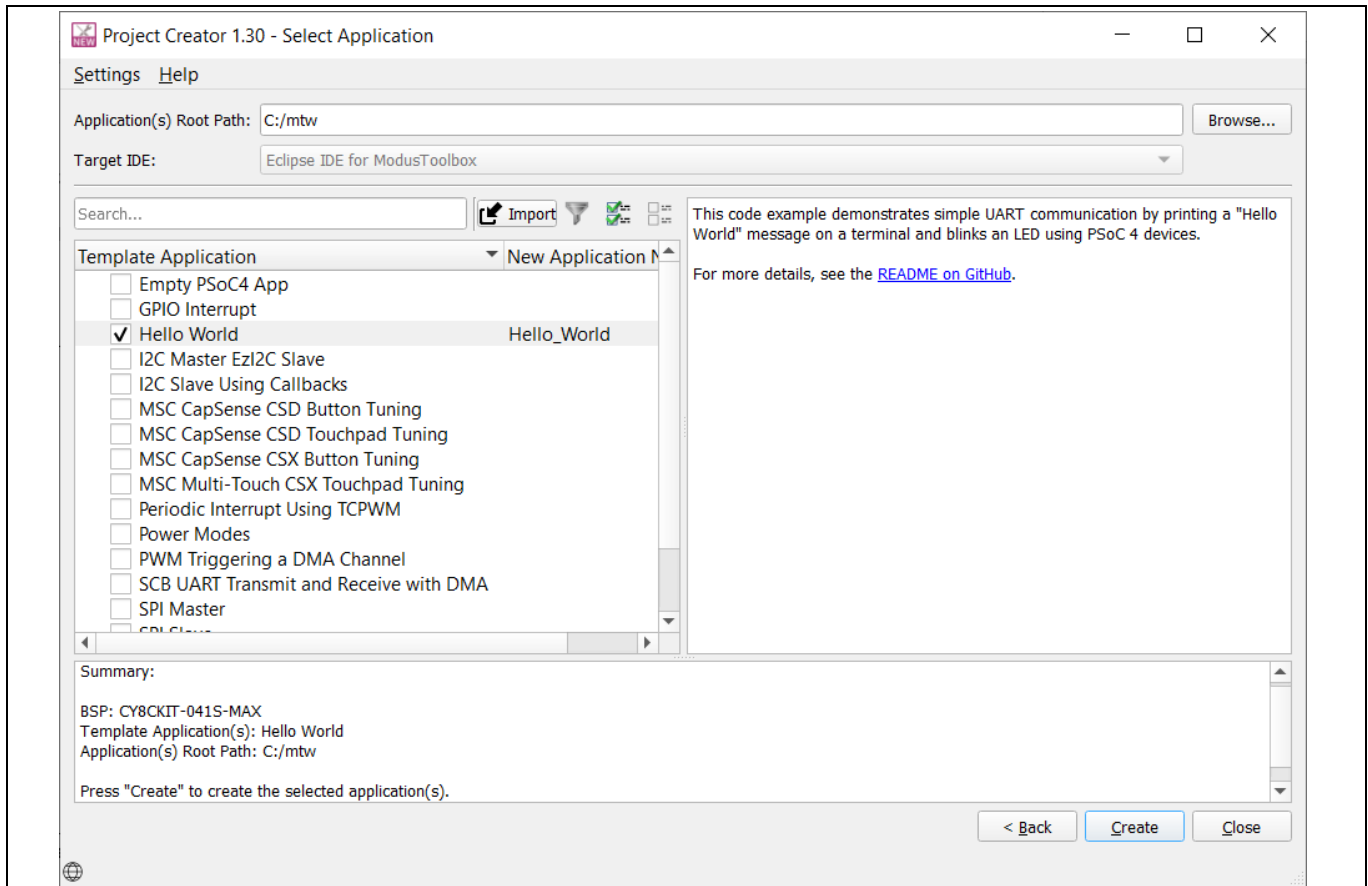 NEW Project Creator 1.30 - Select Application
Settings Help
Application(s) Root Path: C:/mtw Browse...
Target IDE: Eclipse IDE for ModusToolbox
Search... Import
Template Application New Application N
Empty PSoC4 App
GPIO Interrupt
Hello World Hello_World
I2C Master EzI2C Slave
I2C Slave Using Callbacks
MSC CapSense CSD Button Tuning
MSC CapSense CSD Touchpad Tuning
MSC CapSense CSX Button Tuning
MSC Multi-Touch CSX Touchpad Tuning
Periodic Interrupt Using TCPWM
Power Modes
PWM Triggering a DMA Channel
SCB UART Transmit and Receive with DMA
SPI Master
SPI Slave
This code example demonstrates simple UART communication by printing a "Hello
World" message on a terminal and blinks an LED using PSoC 4 devices.
For more details, see the README on GitHub.
Summary:
BSP: CY8CKIT-041S-MAX
Template Application(s): Hello World
Application(s) Root Path: C:/mtw
Press "Create" to create the selected application(s).
< Back Create Close